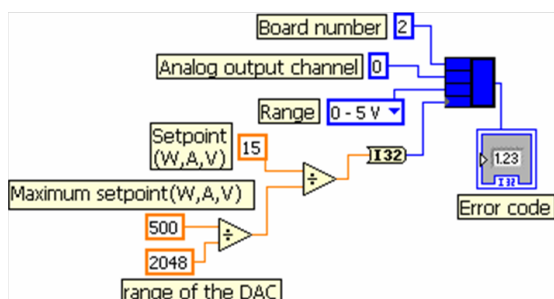 Board number 2
Analog output channel 0
Range 0 - 5 V
Setpoint
(W,A,V) 15
I32
1.23
I32
Maximum setpoint(W,A,V)
Error code
÷
500
÷
2048
range of the DAC